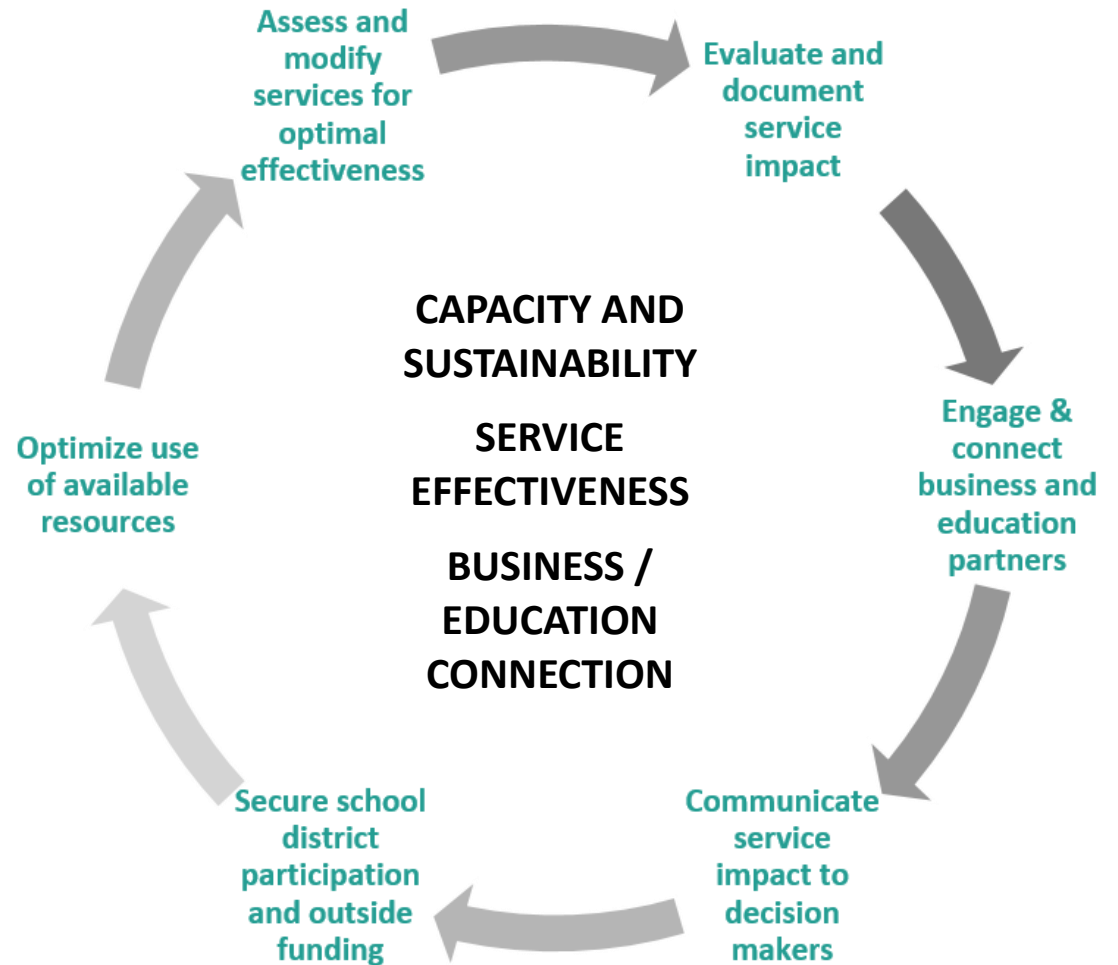 Assess and
modify
services for
optimal
effectiveness
Evaluate and
document
service
impact
Engage &
connect
business and
education
partners
Communicate
service
impact to
decision
makers
Secure school
district
participation
and outside
funding
Optimize use
of available
resources
CAPACITY AND
SUSTAINABILITY
SERVICE
EFFECTIVENESS
BUSINESS /
EDUCATION
CONNECTION